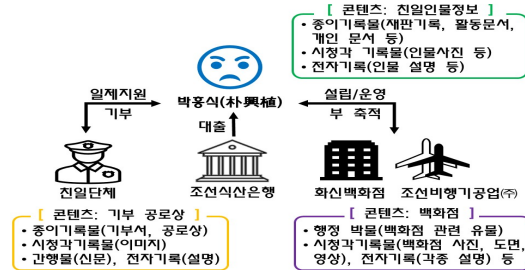 [ 콘텐츠: 친일인물정보 ]
• 종이기록물(재판기록, 활동문서,
개인 문서 등)
• 시청각 기록물(인물사진 등)
• 전자기록(인물 설명 등)
일제지원
기부
박흥식(朴興植)
설립/운영
부 축적
대출
친일단체
조선식산은행
화신백화점
조선비행기공업㈜
[ 콘텐츠: 기부 공로상 ]
• 종이기록물(기부서, 공로상)
• 시청각기록물(이미지)
• 간행물(신문), 전자기록(설명)
[ 콘텐츠: 백화점 ]
• 행정 박물(백화점 관련 유물)
• 시청각기록물(백화점 사진, 도면,
영상), 전자기록(각종 설명) 등